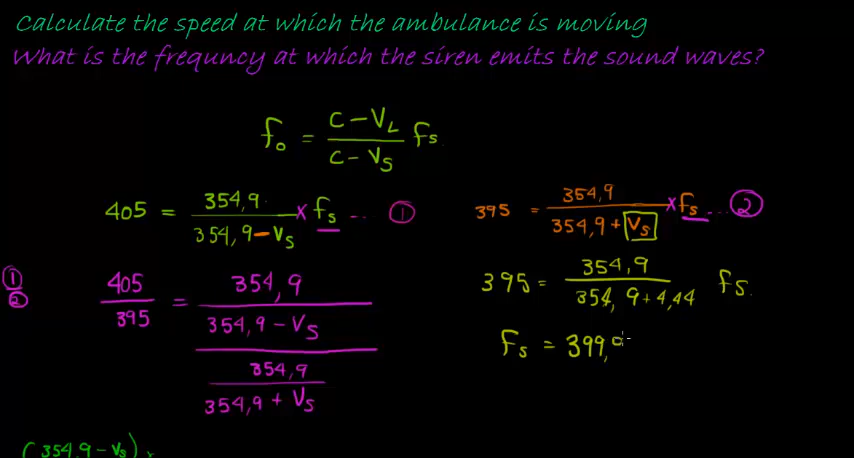 Calculate the speed at which the ambulance is moving
What is the frequncy at which the siren emits the sound waves?
f₀ = (C - V_L)/(C - V_S) f_S
405 = 354,9/(354,9 - V_S) × f_S ... ①
395 = 354,9/(354,9 + V_S) × f_S ... ②
①/② 405/395 = (354,9/(354,9 - V_S))/(354,9/(354,9 + V_S))
395 = 354,9/(354,9 + 4,44) f_S.
F_S = 399,9
(354,9 - V_S)